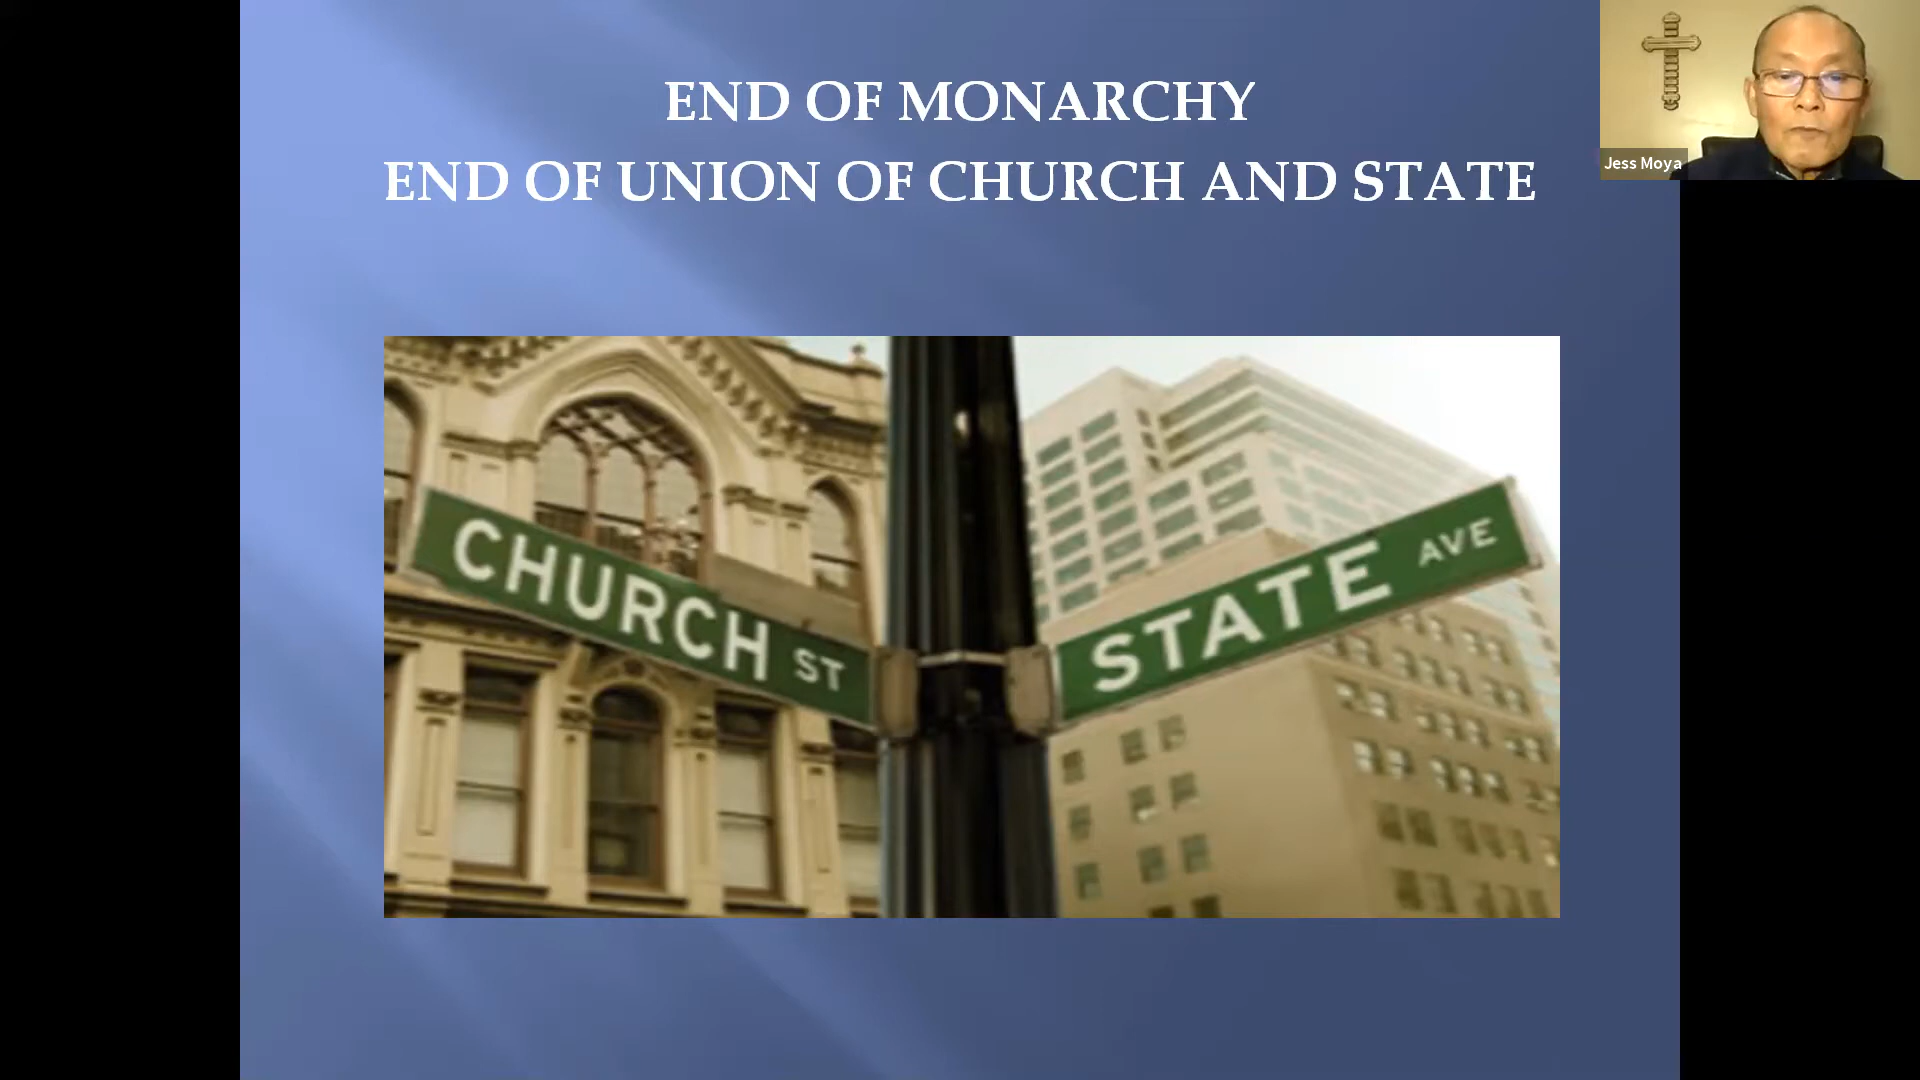 END OF MONARCHY
END OF UNION OF CHURCH AND STATE
Jess Moya
CHURCH ST
STATE AVE